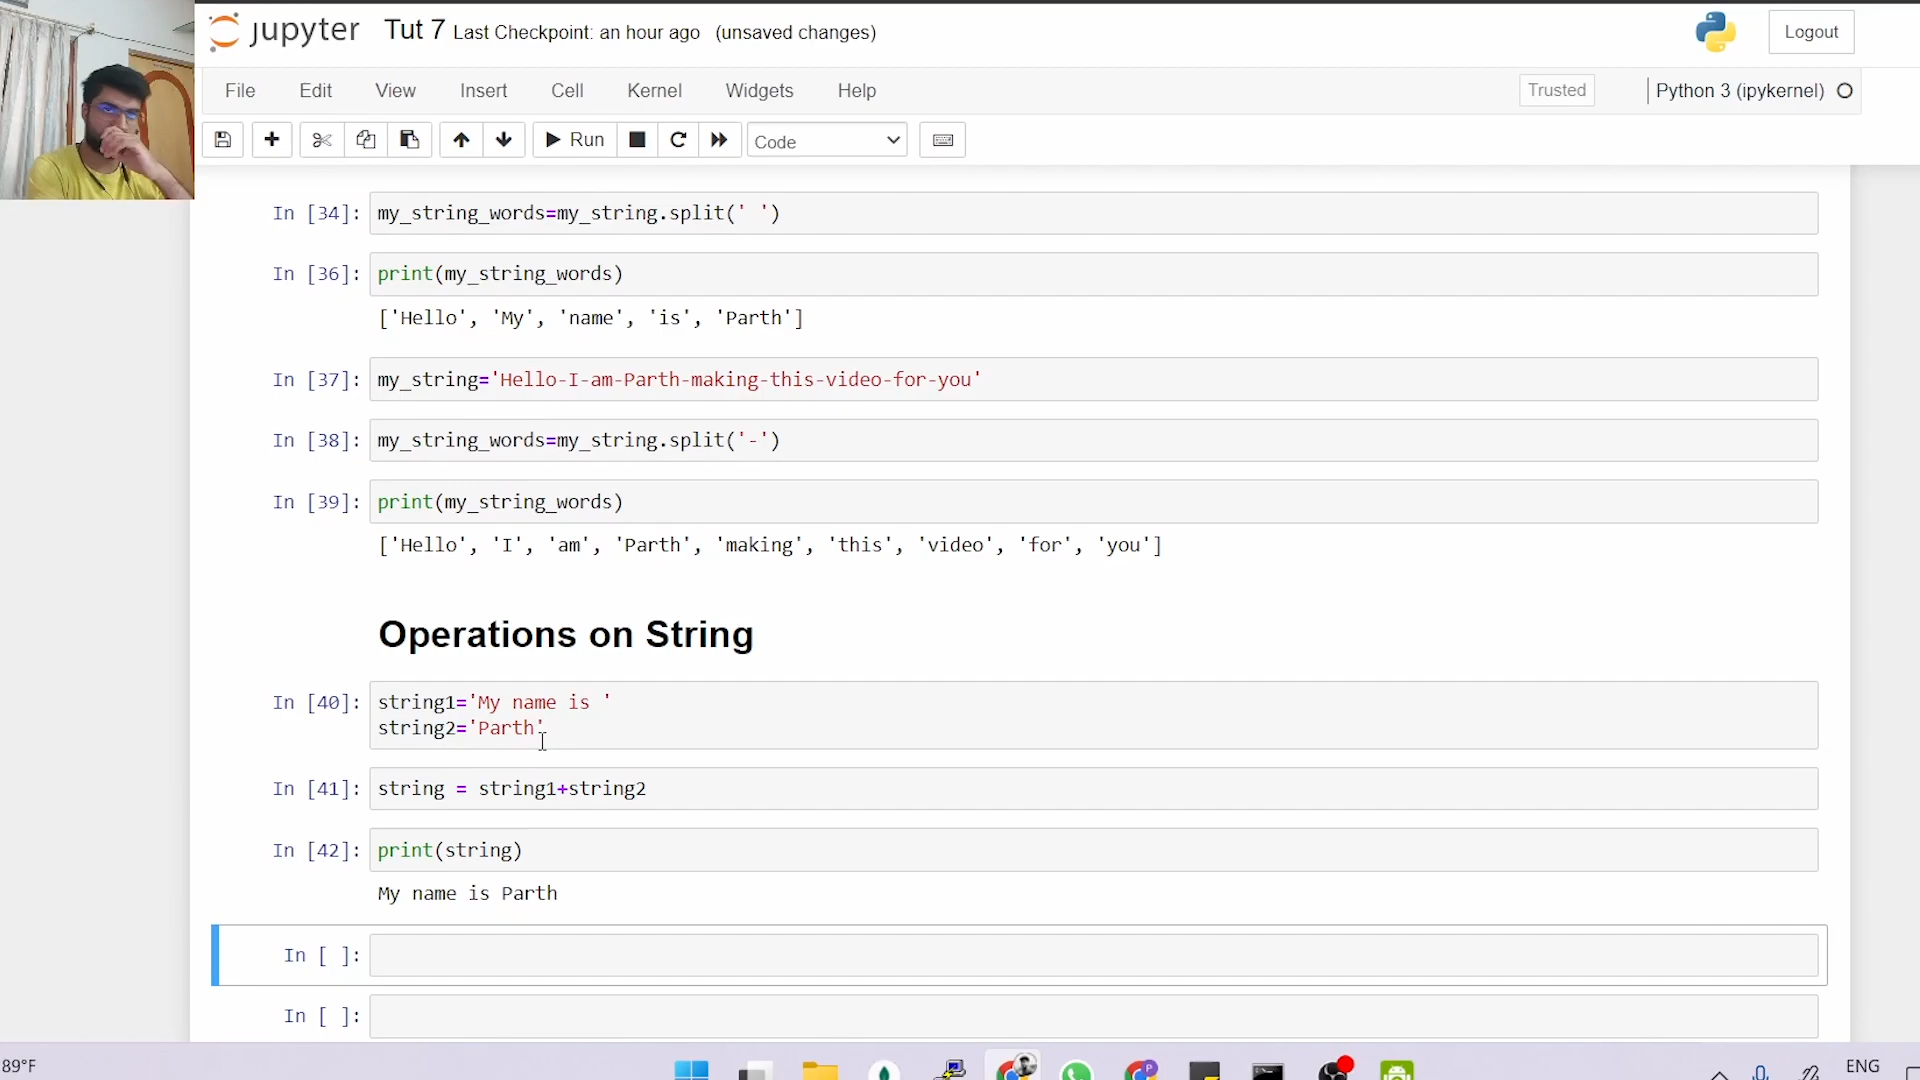 jupyter Tut 7 Last Checkpoint: an hour ago (unsaved changes) Logout
File Edit View Insert Cell Kernel Widgets Help Trusted Python 3 (ipykernel)
Run Code
In [34]: my_string_words=my_string.split(' ')
In [36]: print(my_string_words)
['Hello', 'My', 'name', 'is', 'Parth']
In [37]: my_string='Hello-I-am-Parth-making-this-video-for-you'
In [38]: my_string_words=my_string.split('-')
In [39]: print(my_string_words)
['Hello', 'I', 'am', 'Parth', 'making', 'this', 'video', 'for', 'you']
Operations on String
In [40]: string1='My name is '
string2='Parth'
In [41]: string = string1+string2
In [42]: print(string)
My name is Parth
In [ ]:
In [ ]:
89°F ENG